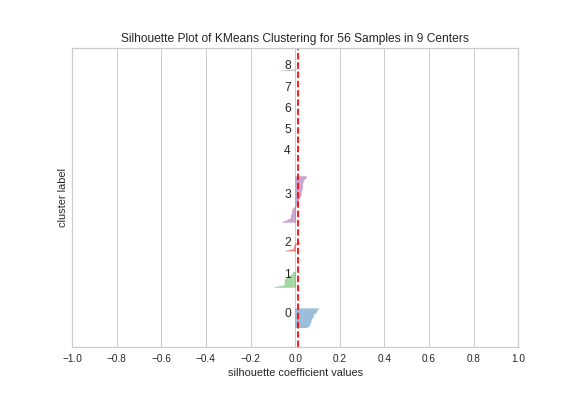 Silhouette Plot of KMeans Clustering for 56 Samples in 9 Centers
8
7
6
5
4
3
2
1
0
cluster label
−1.0 −0.8 −0.6 −0.4 −0.2 0.0 0.2 0.4 0.6 0.8 1.0
silhouette coefficient values